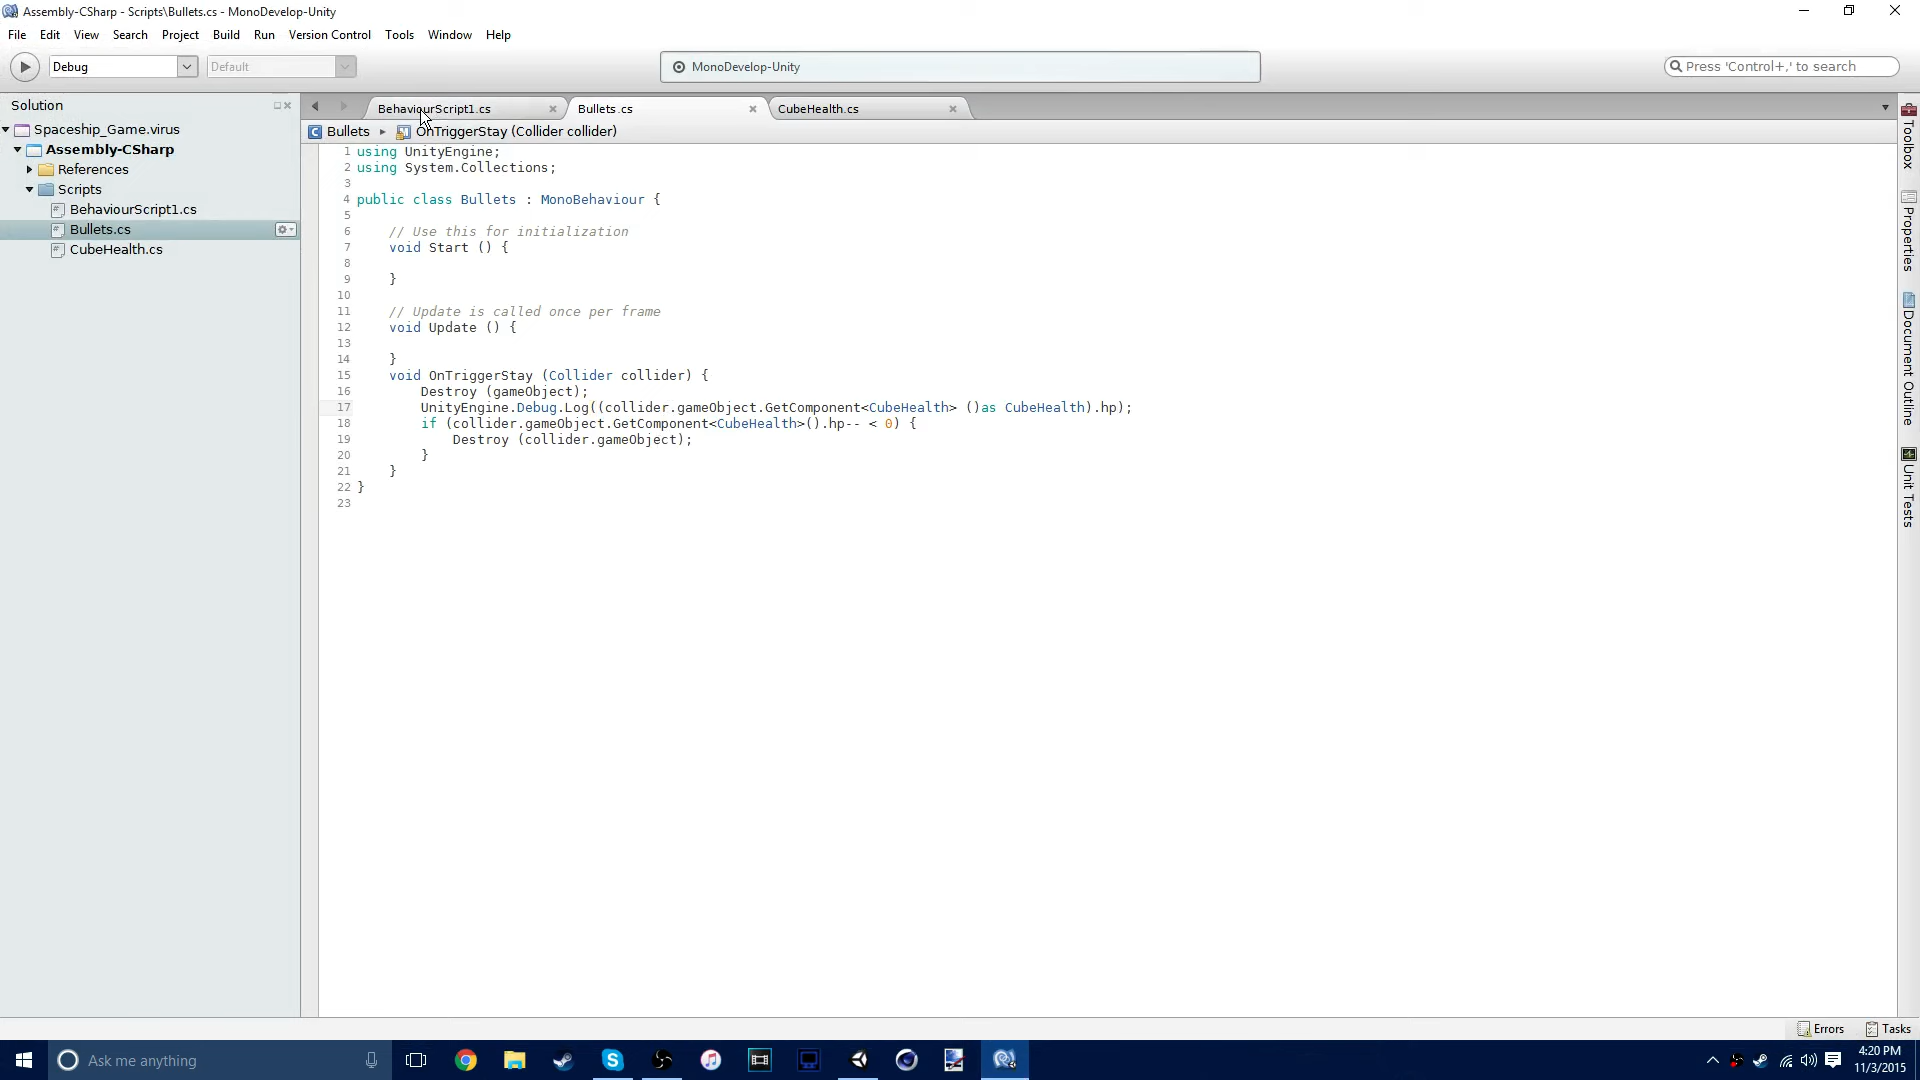 Assembly-CSharp - Scripts\Bullets.cs - MonoDevelop-Unity
File Edit View Search Project Build Run Version Control Tools Window Help
Debug Default MonoDevelop-Unity Press 'Control+,' to search
Solution
Spaceship_Game.virus
Assembly-CSharp
References
Scripts
BehaviourScript1.cs
Bullets.cs
CubeHealth.cs
BehaviourScript1.cs Bullets.cs CubeHealth.cs
Bullets OnTriggerStay (Collider collider)
1 using UnityEngine;
2 using System.Collections;
3
4 public class Bullets : MonoBehaviour {
5
6 // Use this for initialization
7 void Start () {
8
9 }
10
11 // Update is called once per frame
12 void Update () {
13
14 }
15 void OnTriggerStay (Collider collider) {
16 Destroy (gameObject);
17 UnityEngine.Debug.Log((collider.gameObject.GetComponent<CubeHealth> ()as CubeHealth).hp);
18 if (collider.gameObject.GetComponent<CubeHealth>().hp-- < 0) {
19 Destroy (collider.gameObject);
20 }
21 }
22 }
23
Toolbox
Properties
Document Outline
Unit Tests
Errors Tasks
Ask me anything
4:20 PM
11/3/2015